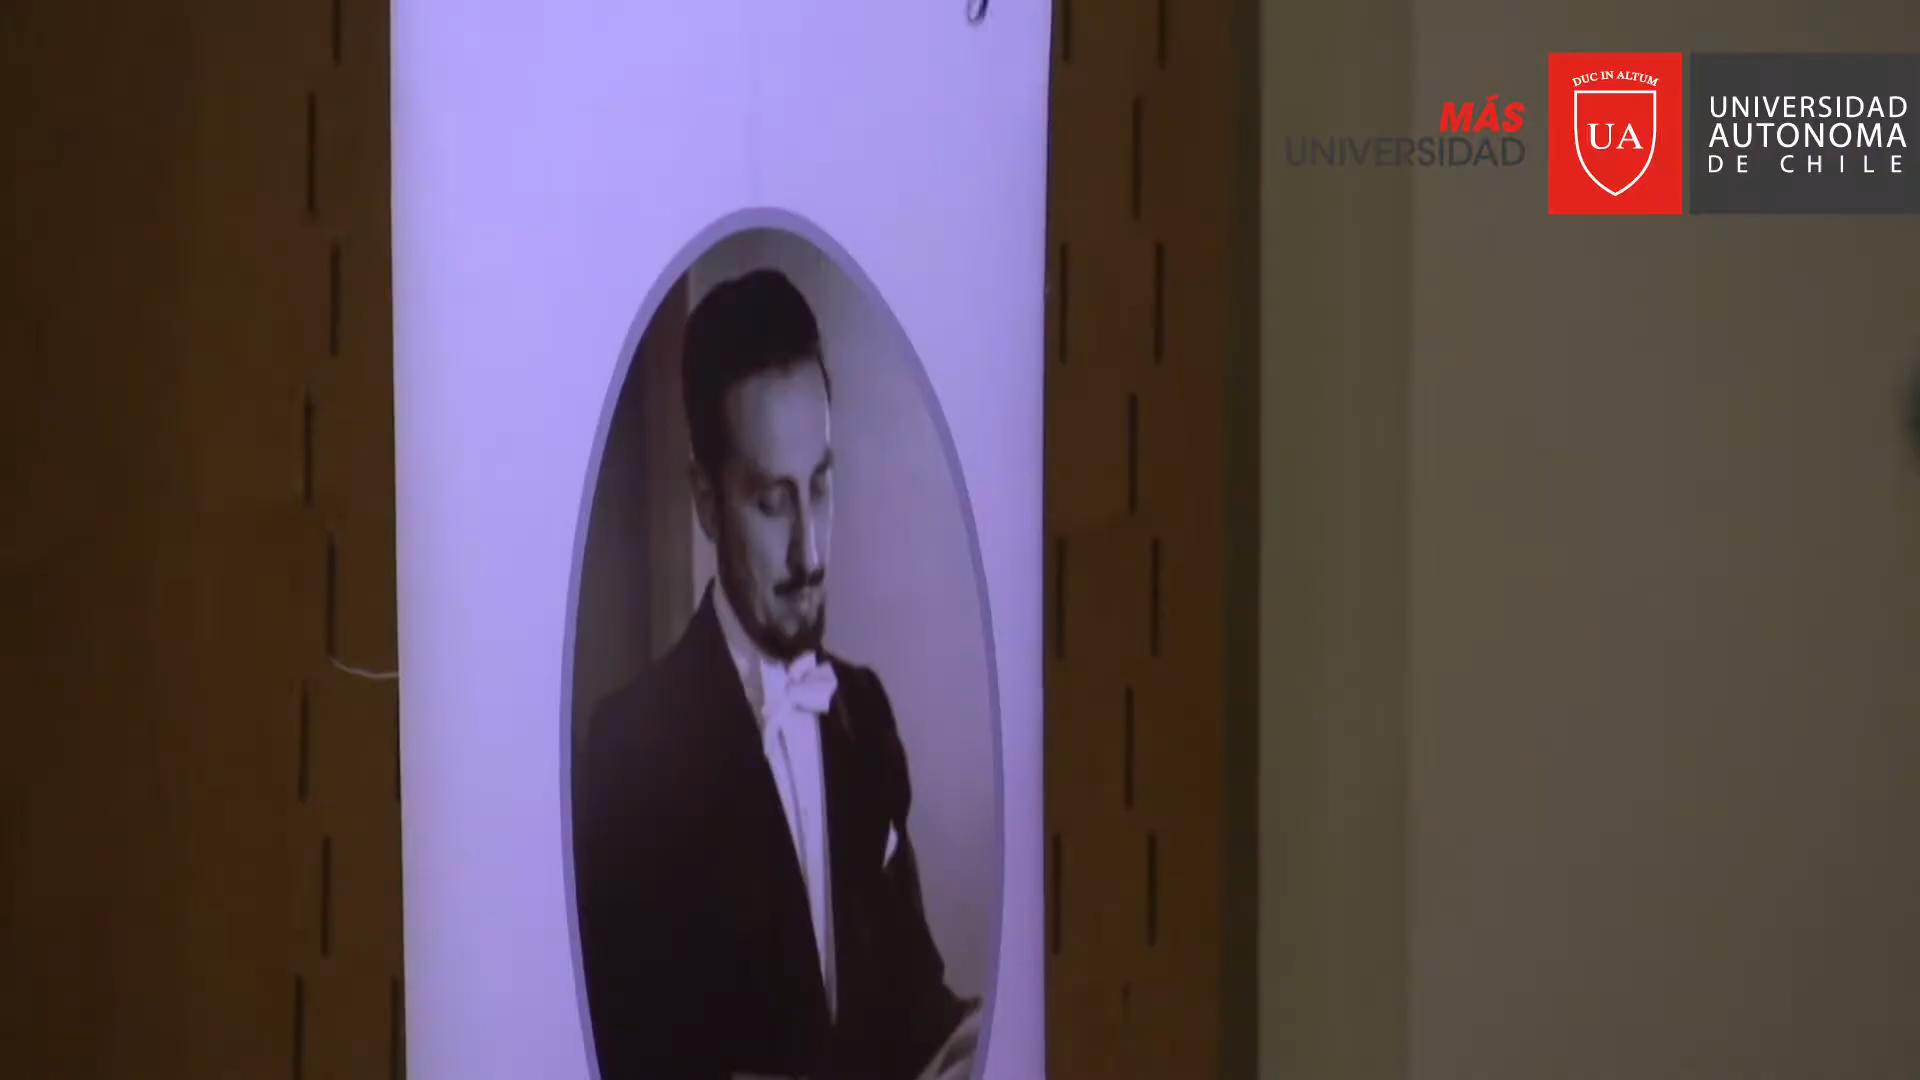 MÁS
UNIVERSIDAD
DUC IN ALTUM
UA
UNIVERSIDAD
AUTONOMA
DE CHILE